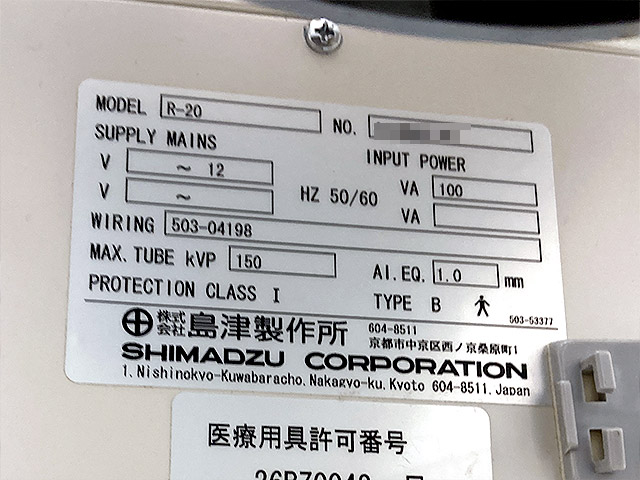 MODEL R-20 NO.
SUPPLY MAINS
INPUT POWER
V ~ 12
HZ 50/60
VA 100
V ~
VA
WIRING 503-04198
MAX. TUBE kVP 150
Al.EQ. 1.0 mm
PROTECTION CLASS I
TYPE B
503-53377
株式会社 島津製作所
604-8511
京都市中京区西ノ京桑原町1
SHIMADZU CORPORATION
1. Nishinokyo-Kuwabaracho. Nakagyo-ku. Kyoto 604-8511. Japan
医療用具許可番号